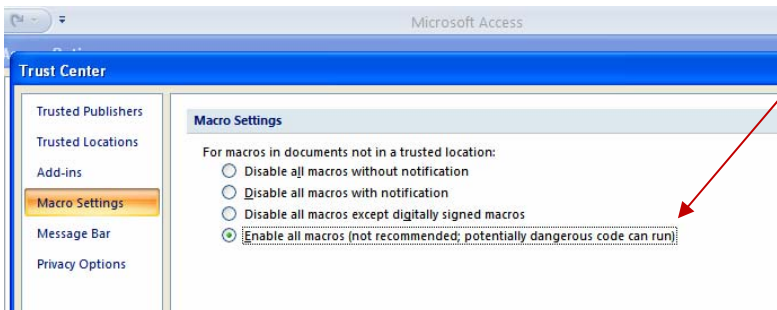 Microsoft Access
Trust Center
Trusted Publishers
Trusted Locations
Add-ins
Macro Settings
Message Bar
Privacy Options
Macro Settings
For macros in documents not in a trusted location:
Disable all macros without notification
Disable all macros with notification
Disable all macros except digitally signed macros
Enable all macros (not recommended; potentially dangerous code can run)